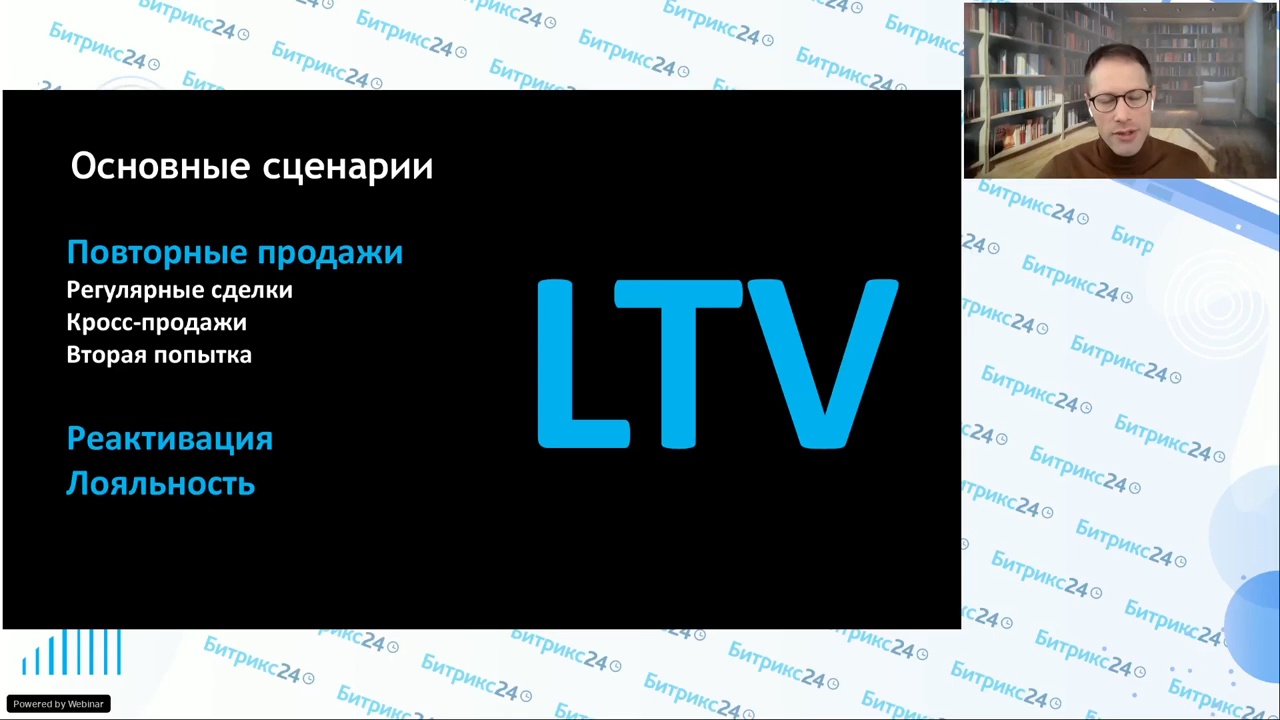 Основные сценарии
Повторные продажи
Регулярные сделки
Кросс-продажи
Вторая попытка
Реактивация
Лояльность
LTV
Битрикс24
Powered by Webinar